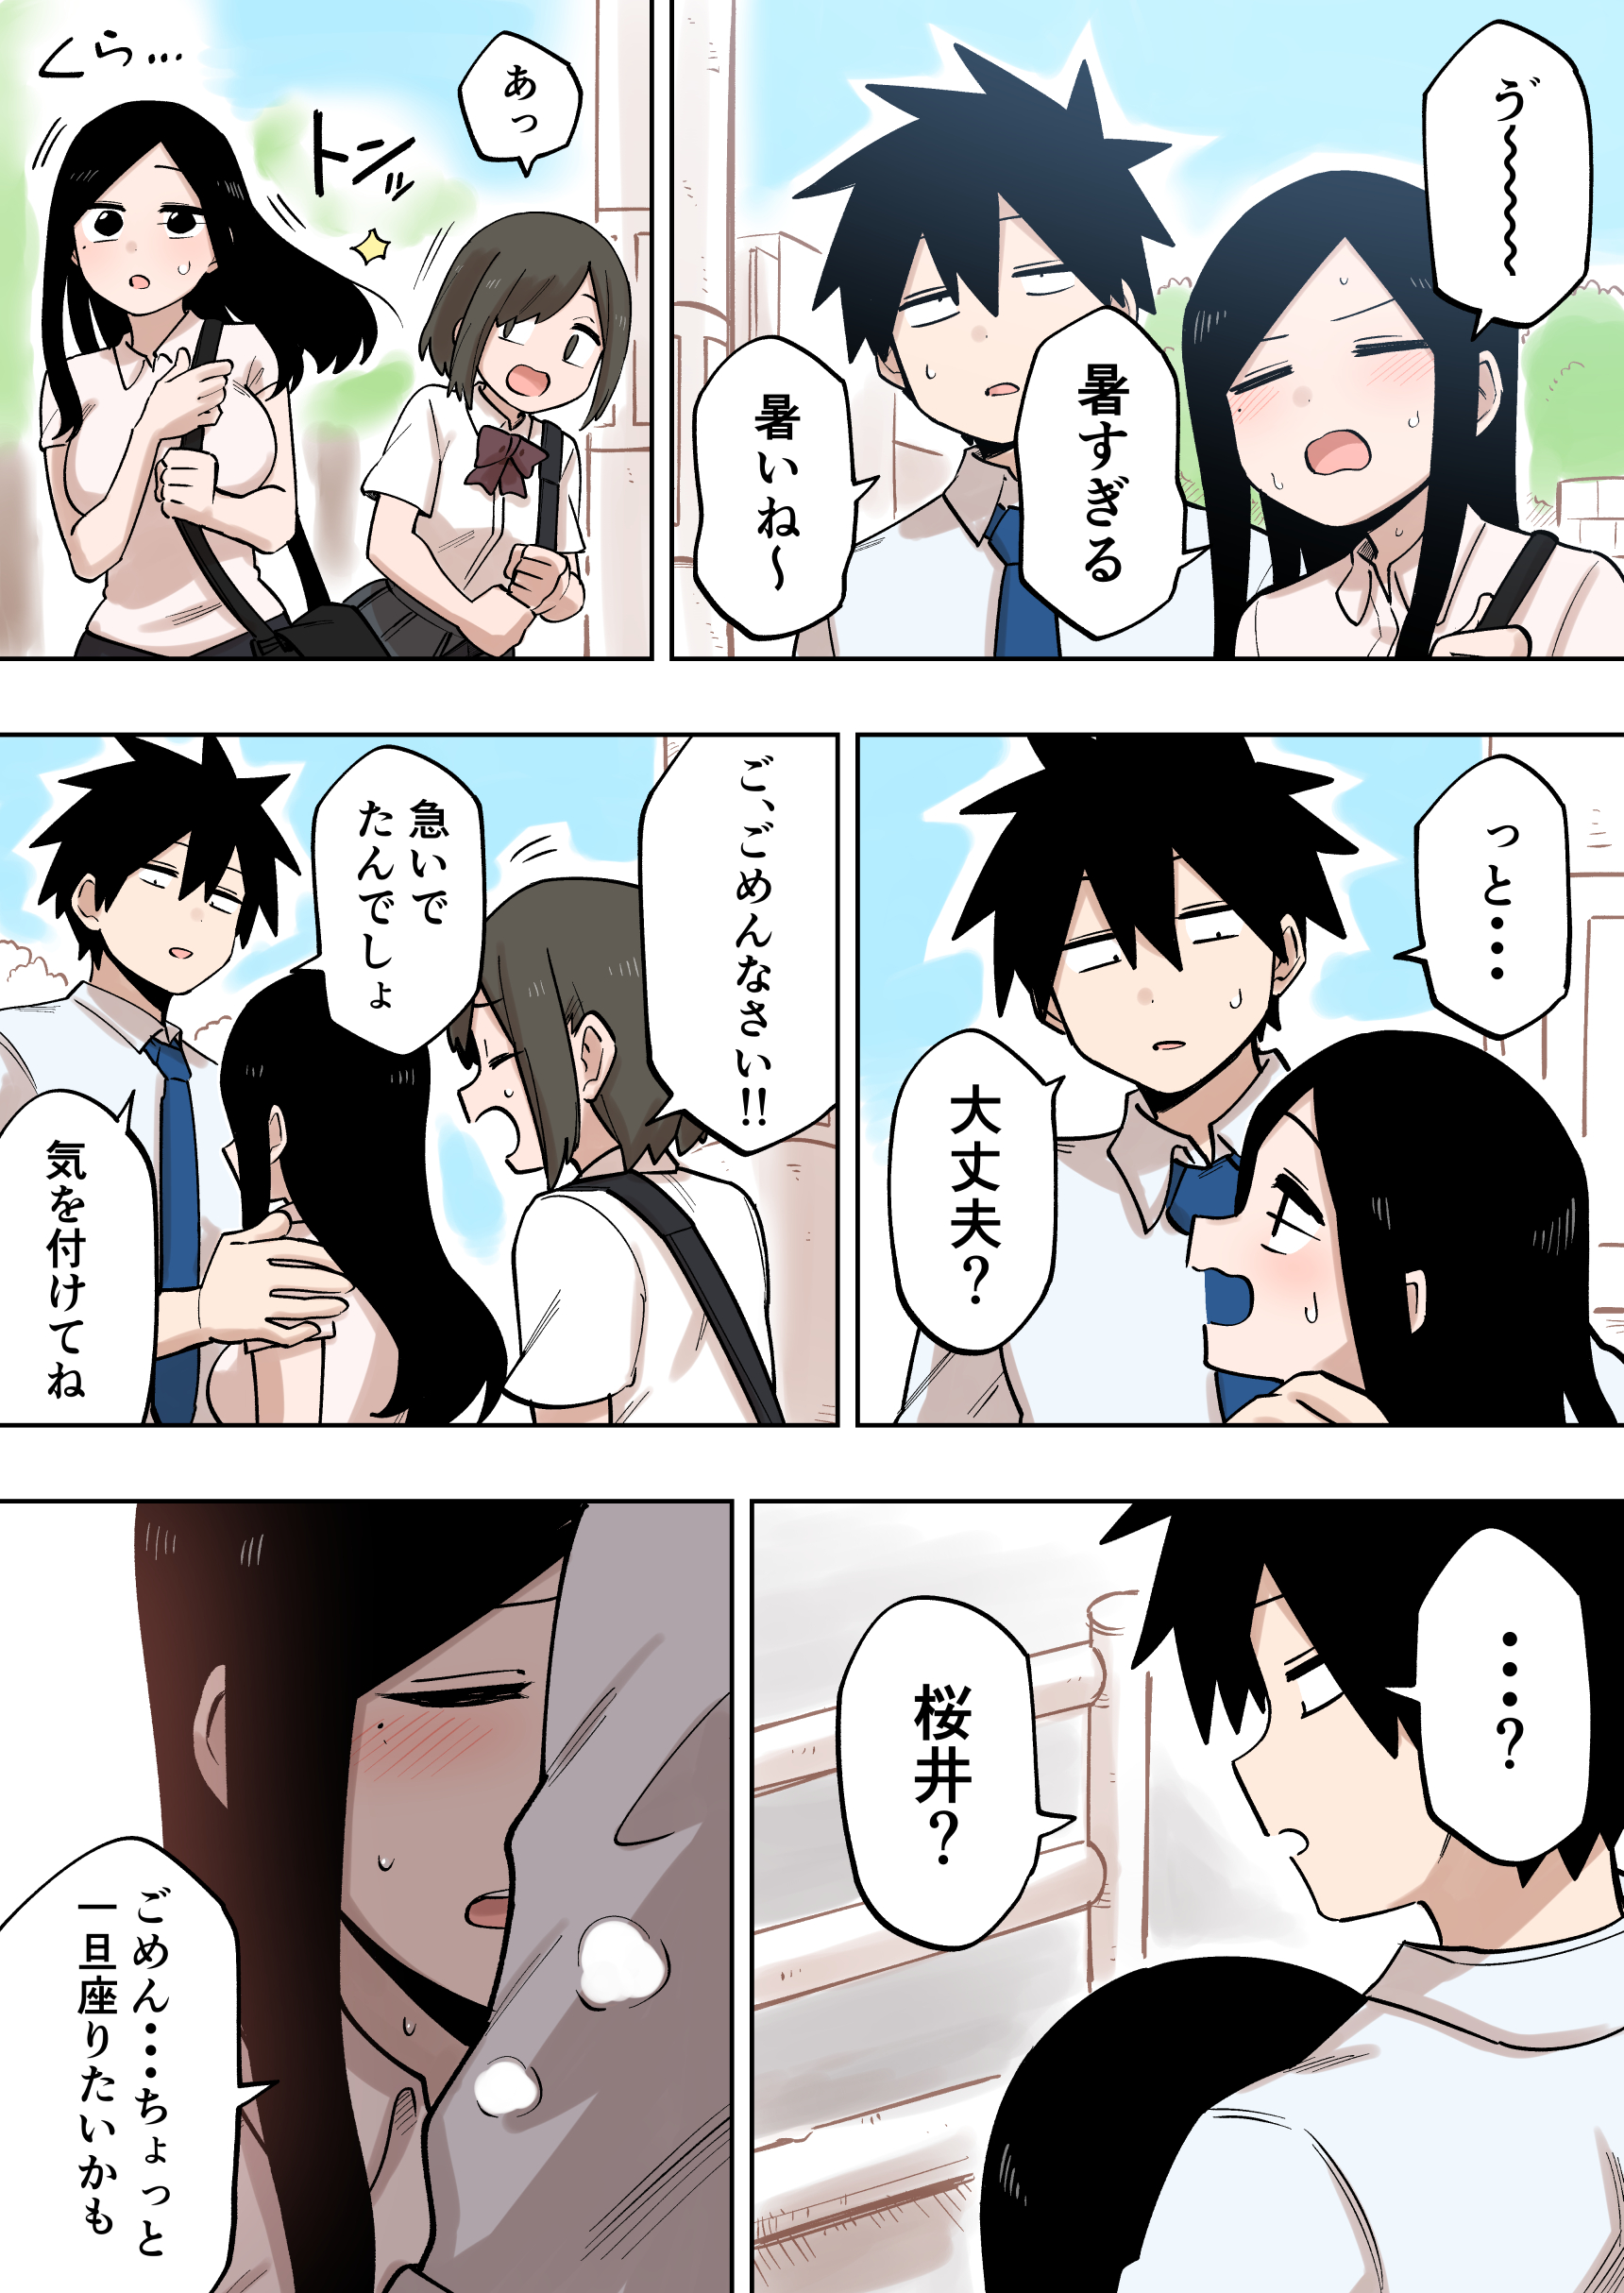 ゔ～～～～～
暑すぎる
暑いね～
あっ
トンッ
くら…
っと・・・
大丈夫？
ご、ごめんなさい!!
急いで
たんでしょ
気を付けてね
・・・？
桜井？
ごめん・・・ちょっと
一旦座りたいかも